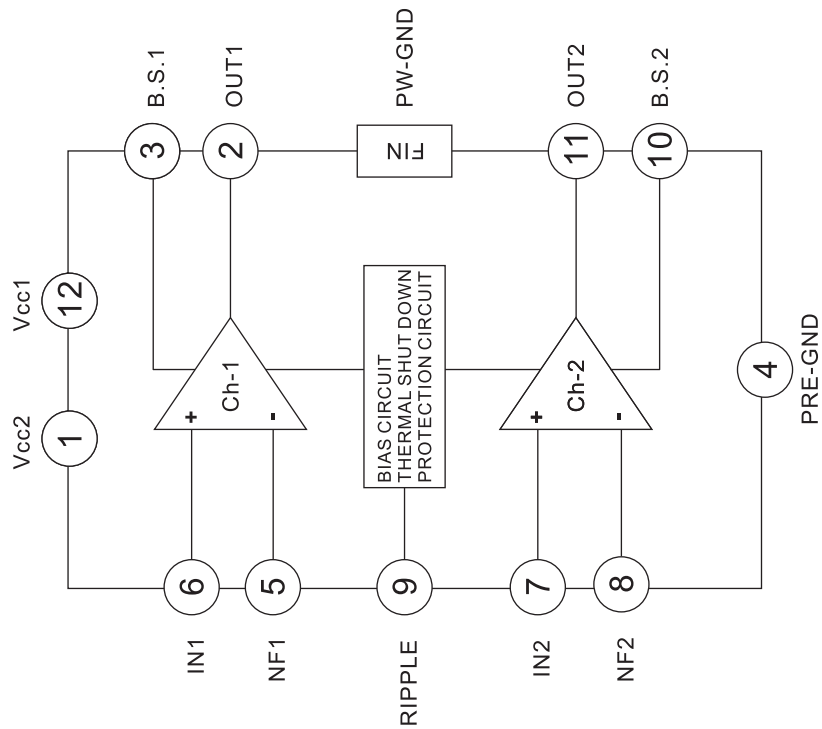 B.S.1
OUT1
PW-GND
OUT2
B.S.2
3
2
FIN
11
10
Vcc1
12
Vcc2
1
Ch-1
+
-
BIAS CIRCUIT
THERMAL SHUT DOWN
PROTECTION CIRCUIT
Ch-2
+
-
4
PRE-GND
6
5
9
7
8
IN1
NF1
RIPPLE
IN2
NF2